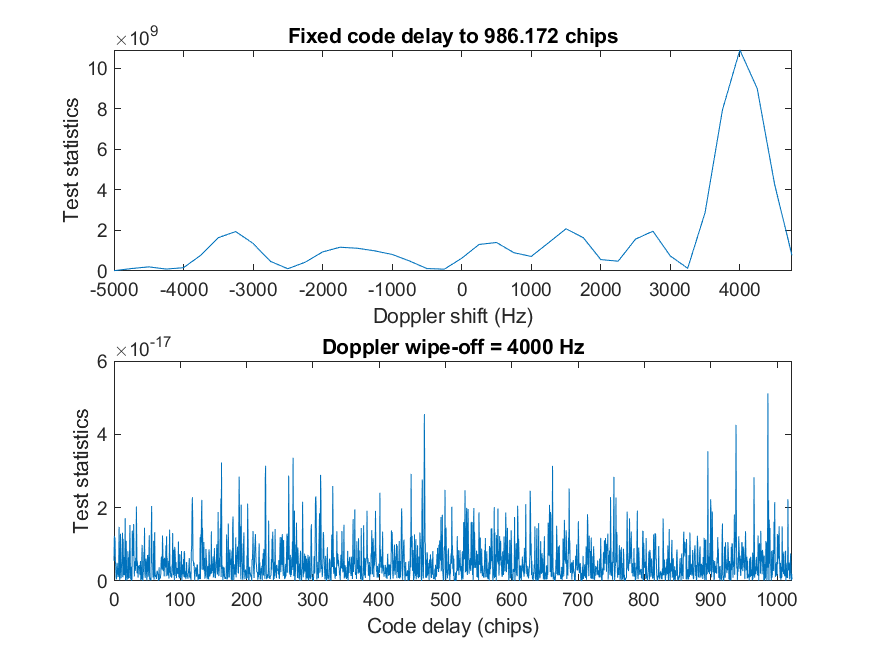 ×10^9
Fixed code delay to 986.172 chips
10
8
6
4
2
0
Test statistics
-5000 -4000 -3000 -2000 -1000 0 1000 2000 3000 4000
Doppler shift (Hz)
×10^-17
Doppler wipe-off = 4000 Hz
6
4
2
0
Test statistics
0 100 200 300 400 500 600 700 800 900 1000
Code delay (chips)